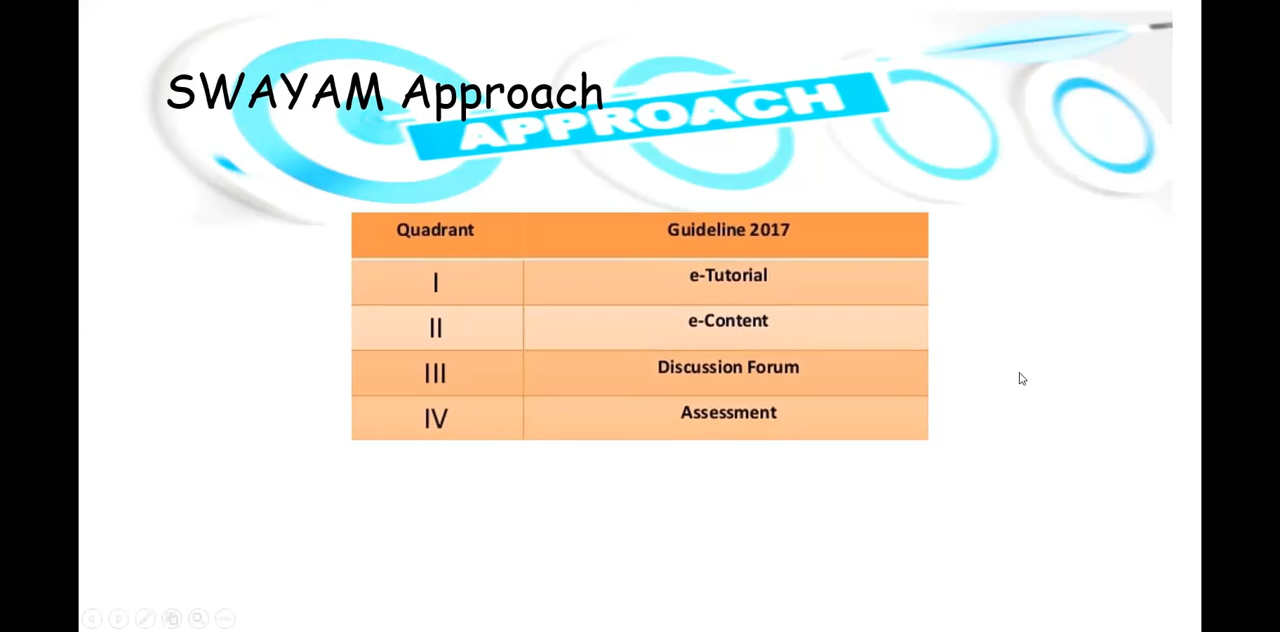 SWAYAM Approach
APPROACH
Quadrant Guideline 2017
I e-Tutorial
II e-Content
III Discussion Forum
IV Assessment